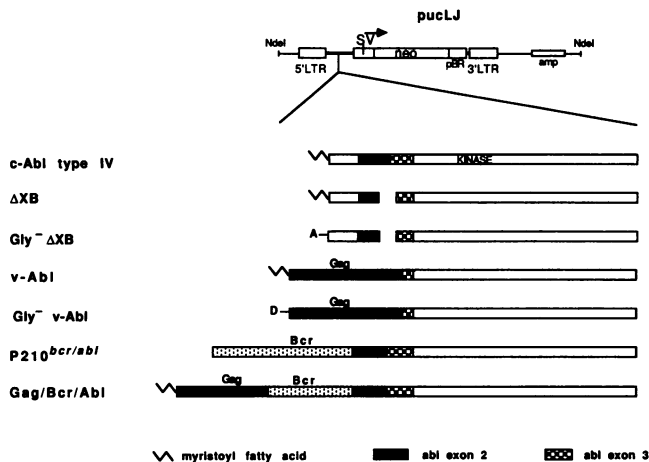 pucLJ
SV
NdeI neo NdeI
5'LTR pBR 3'LTR amp
c-Abl type IV KINASE
ΔXB
Gly⁻ ΔXB A
v-Abl Gag
Gly⁻ v-Abl D Gag
P210bcr/abl Bcr
Gag/Bcr/Abl Gag Bcr
myristoyl fatty acid abl exon 2 abl exon 3